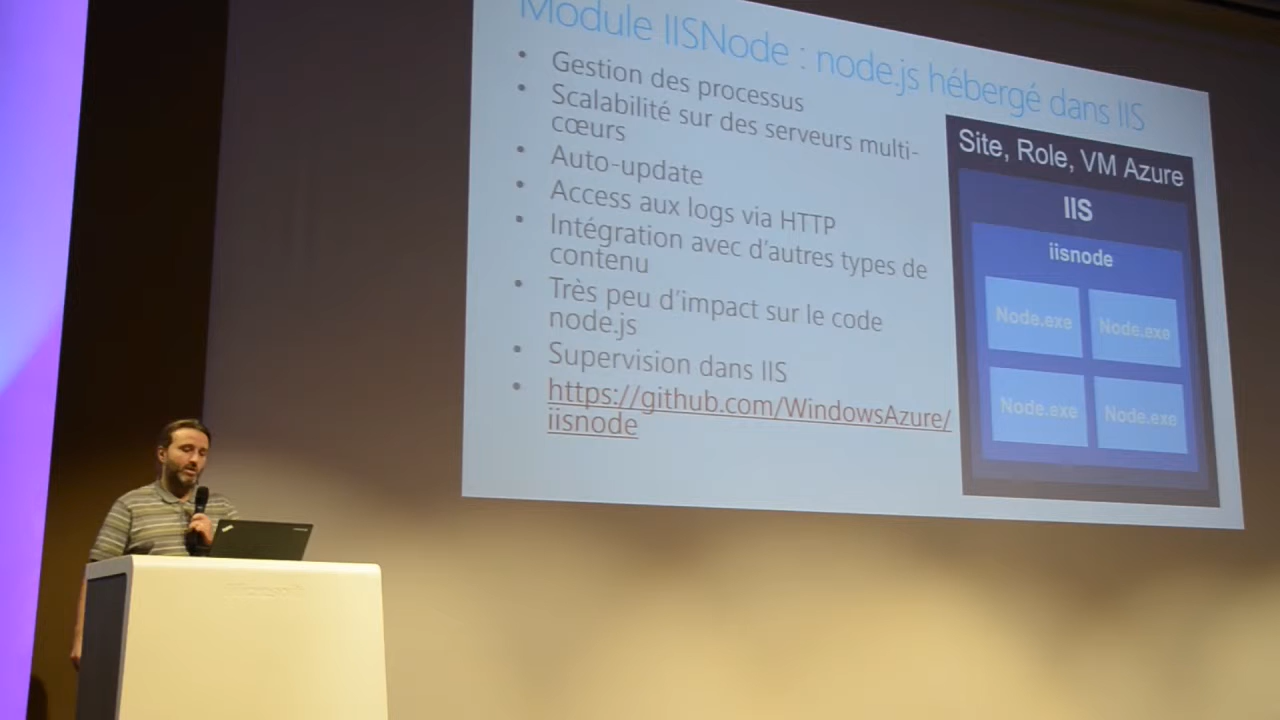 Module IISNode : node.js hébergé dans IIS
• Gestion des processus
• Scalabilité sur des serveurs multi-
cœurs
• Auto-update
• Access aux logs via HTTP
• Intégration avec d'autres types de
contenu
• Très peu d'impact sur le code
node.js
• Supervision dans IIS
• https://github.com/WindowsAzure/
iisnode
Site, Role, VM Azure
IIS
iisnode
Node.exe Node.exe
Node.exe Node.exe
Microsoft